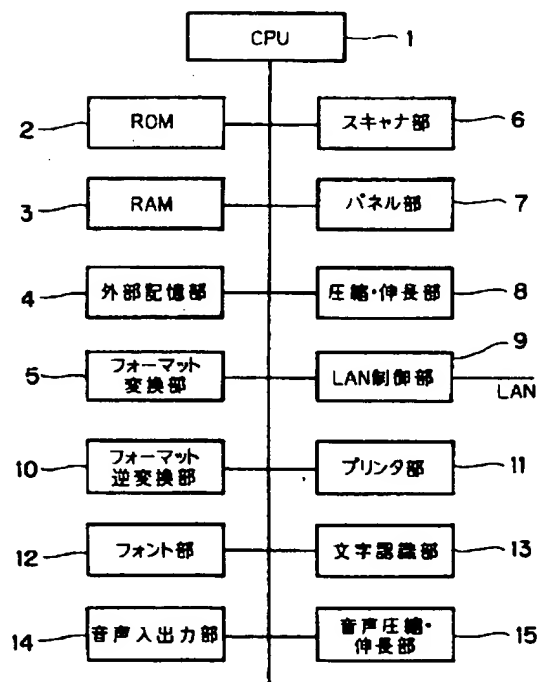 CPU
1
2
ROM
スキャナ部
6
3
RAM
パネル部
7
4
外部記憶部
圧縮・伸長部
8
5
フォーマット
変換部
LAN制御部
9
LAN
10
フォーマット
逆変換部
プリンタ部
11
12
フォント部
文字認識部
13
14
音声入出力部
音声圧縮・
伸長部
15